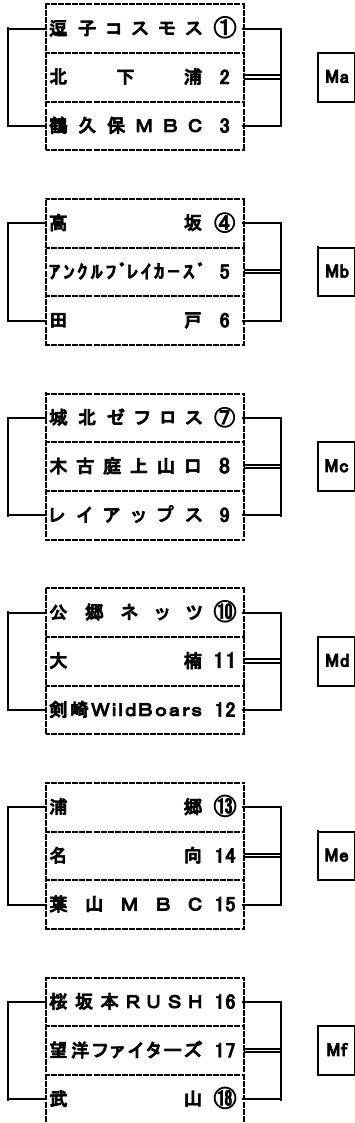 逗子コスモス ①
北下浦 2
Ma
鶴久保MBC 3
高坂 ④
アンクルブレイカーズ 5
Mb
田戸 6
城北ゼフロス ⑦
木古庭上山口 8
Mc
レイアップス 9
公郷ネッツ ⑩
大楠 11
Md
剣崎WildBoars 12
浦郷 ⑬
名向 14
Me
葉山MBC 15
桜坂本RUSH 16
望洋ファイターズ 17
Mf
武山 ⑱